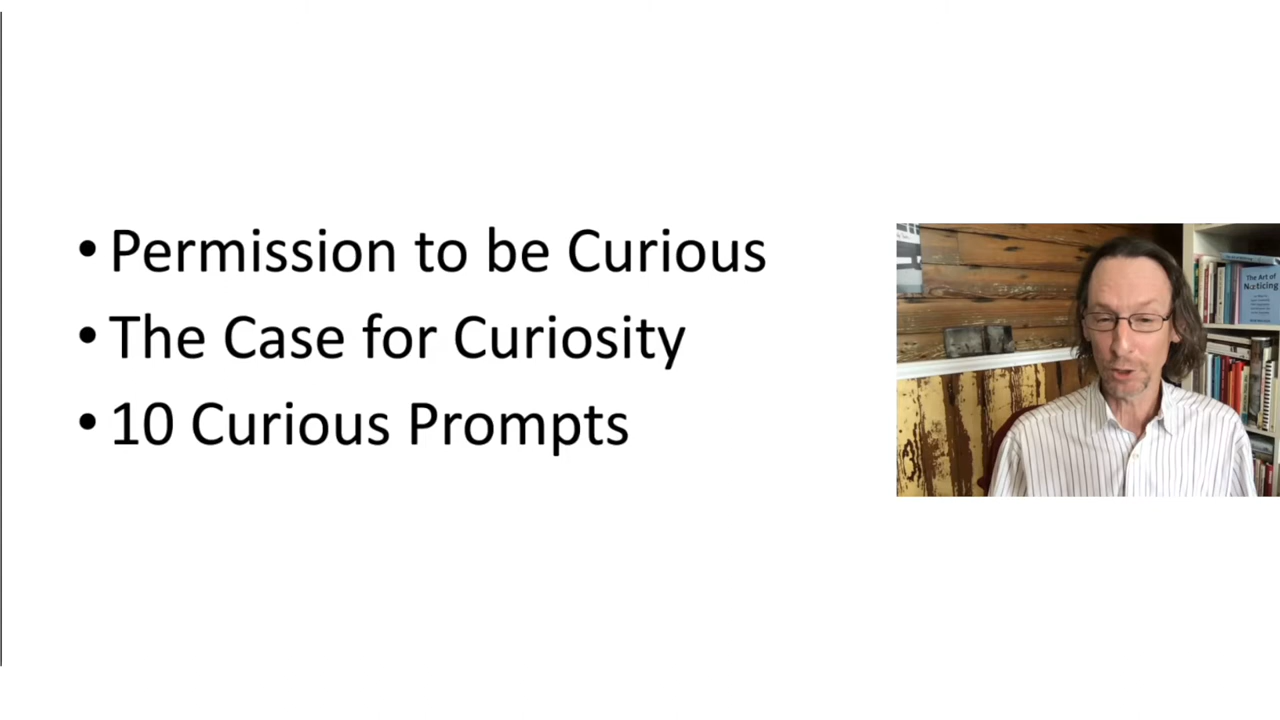 • Permission to be Curious
• The Case for Curiosity
• 10 Curious Prompts
The Art of
Noticing